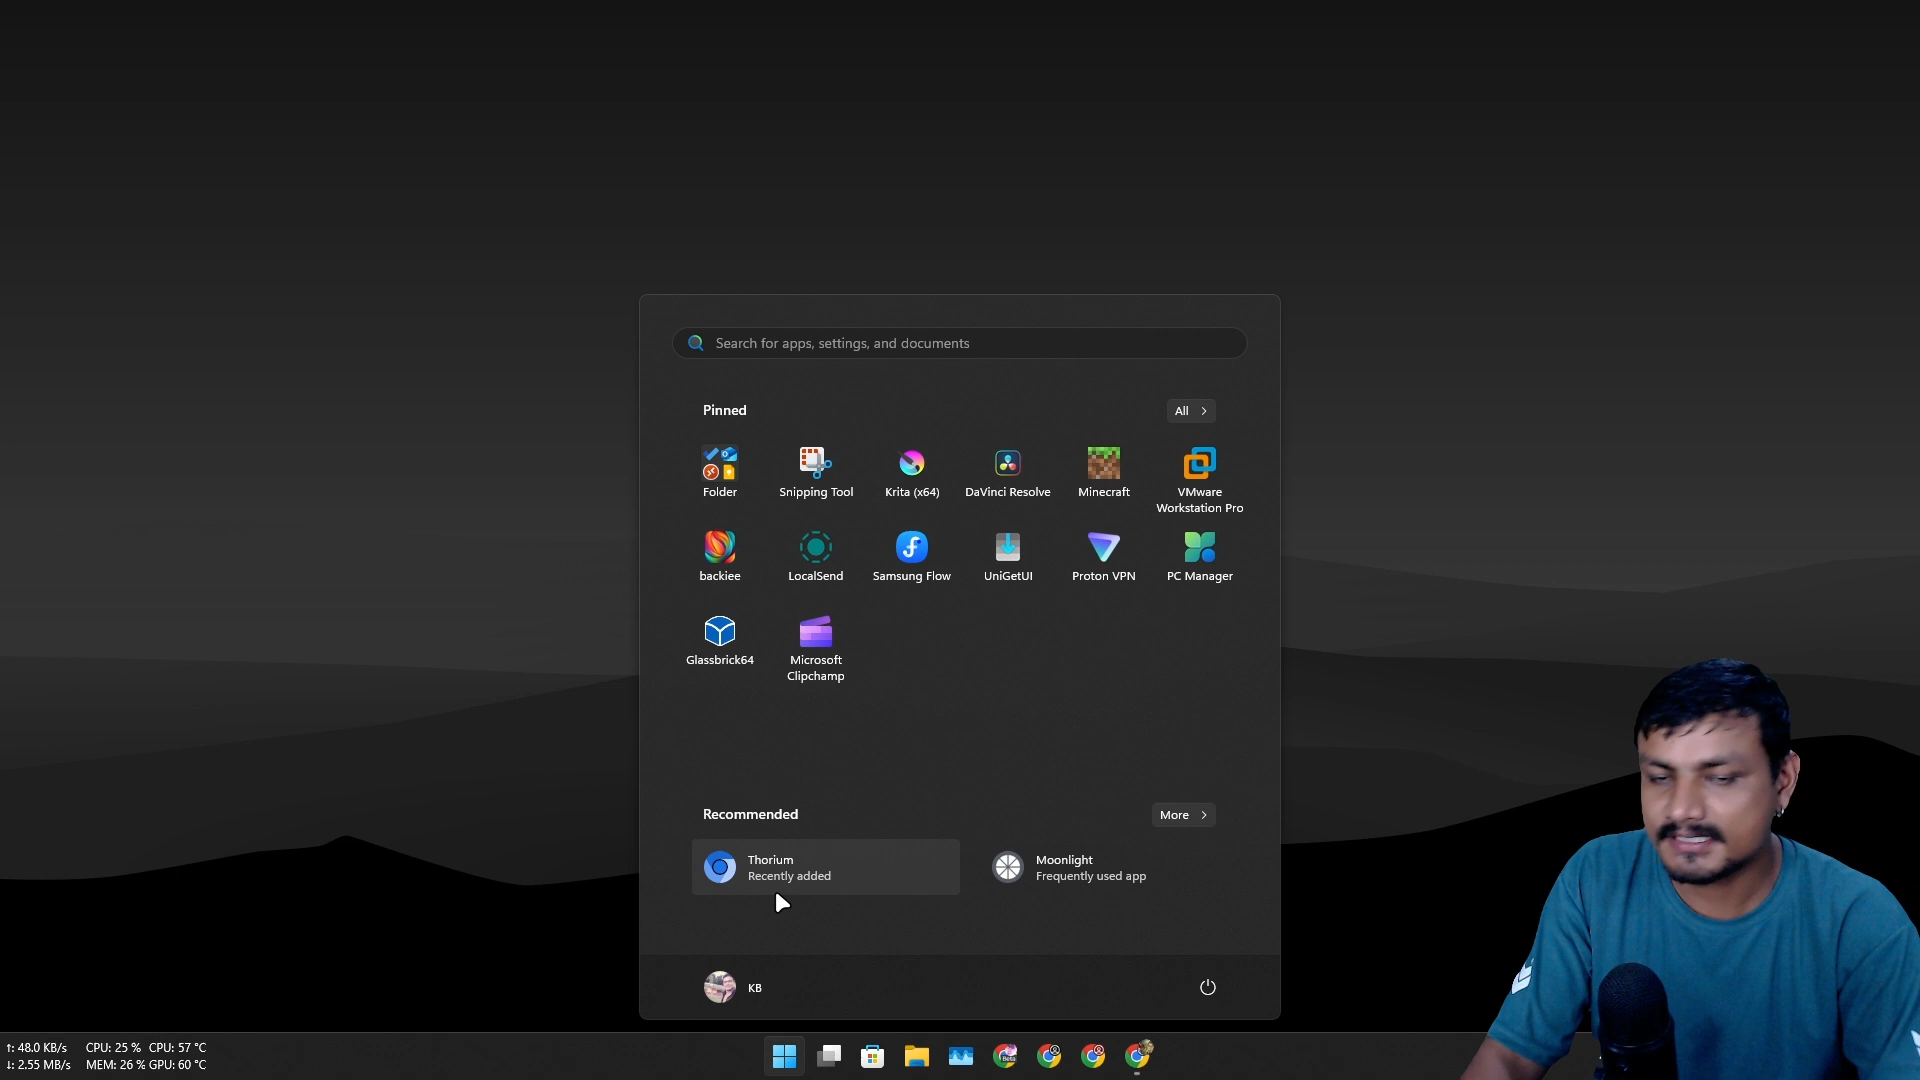 Search for apps, settings, and documents
Pinned
All
Folder
Snipping Tool
Krita (x64)
DaVinci Resolve
Minecraft
VMware
Workstation Pro
backiee
LocalSend
Samsung Flow
UniGetUI
Proton VPN
PC Manager
Glassbrick64
Microsoft
Clipchamp
Recommended
More
Thorium
Recently added
Moonlight
Frequently used app
KB
↑: 48.0 KB/s CPU: 25 % CPU: 57 °C
↓: 2.55 MB/s MEM: 26 % GPU: 60 °C
Beta